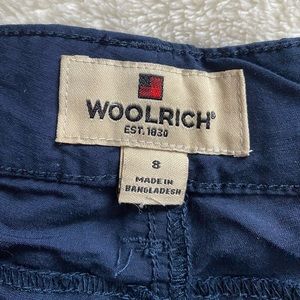 WOOLRICH®
EST. 1830
8
MADE IN
BANGLADESH